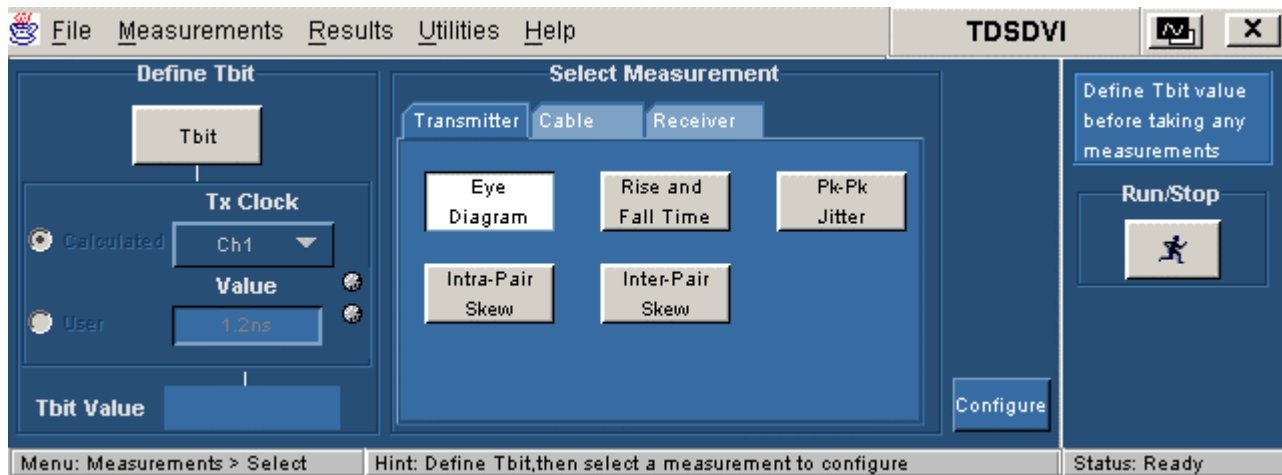 File Measurements Results Utilities Help
TDSDVI
Define Tbit
Tbit
Tx Clock
Calculated
Ch1
Value
User
1.2ns
Tbit Value
Select Measurement
Transmitter Cable Receiver
Eye
Diagram
Rise and
Fall Time
Pk-Pk
Jitter
Intra-Pair
Skew
Inter-Pair
Skew
Configure
Define Tbit value
before taking any
measurements
Run/Stop
Menu: Measurements > Select
Hint: Define Tbit,then select a measurement to configure
Status: Ready